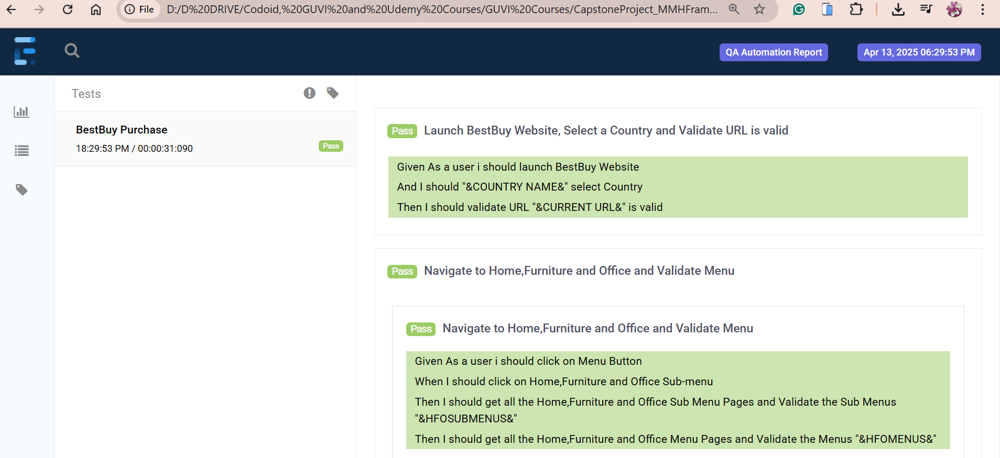 File D:/D%20DRIVE/Codoid,%20GUVI%20and%20Udemy%20Courses/GUVI%20Courses/CapstoneProject_MMHFram...
QA Automation Report
Apr 13, 2025 06:29:53 PM
Tests
BestBuy Purchase
18:29:53 PM / 00:00:31:090
Pass
Pass Launch BestBuy Website, Select a Country and Validate URL is valid
Given As a user i should launch BestBuy Website
And I should "&COUNTRY NAME&" select Country
Then I should validate URL "&CURRENT URL&" is valid
Pass Navigate to Home,Furniture and Office and Validate Menu
Pass Navigate to Home,Furniture and Office and Validate Menu
Given As a user i should click on Menu Button
When I should click on Home,Furniture and Office Sub-menu
Then I should get all the Home,Furniture and Office Sub Menu Pages and Validate the Sub Menus
"&HFOSUBMENUS&"
Then I should get all the Home,Furniture and Office Menu Pages and Validate the Menus "&HFOMENUS&"